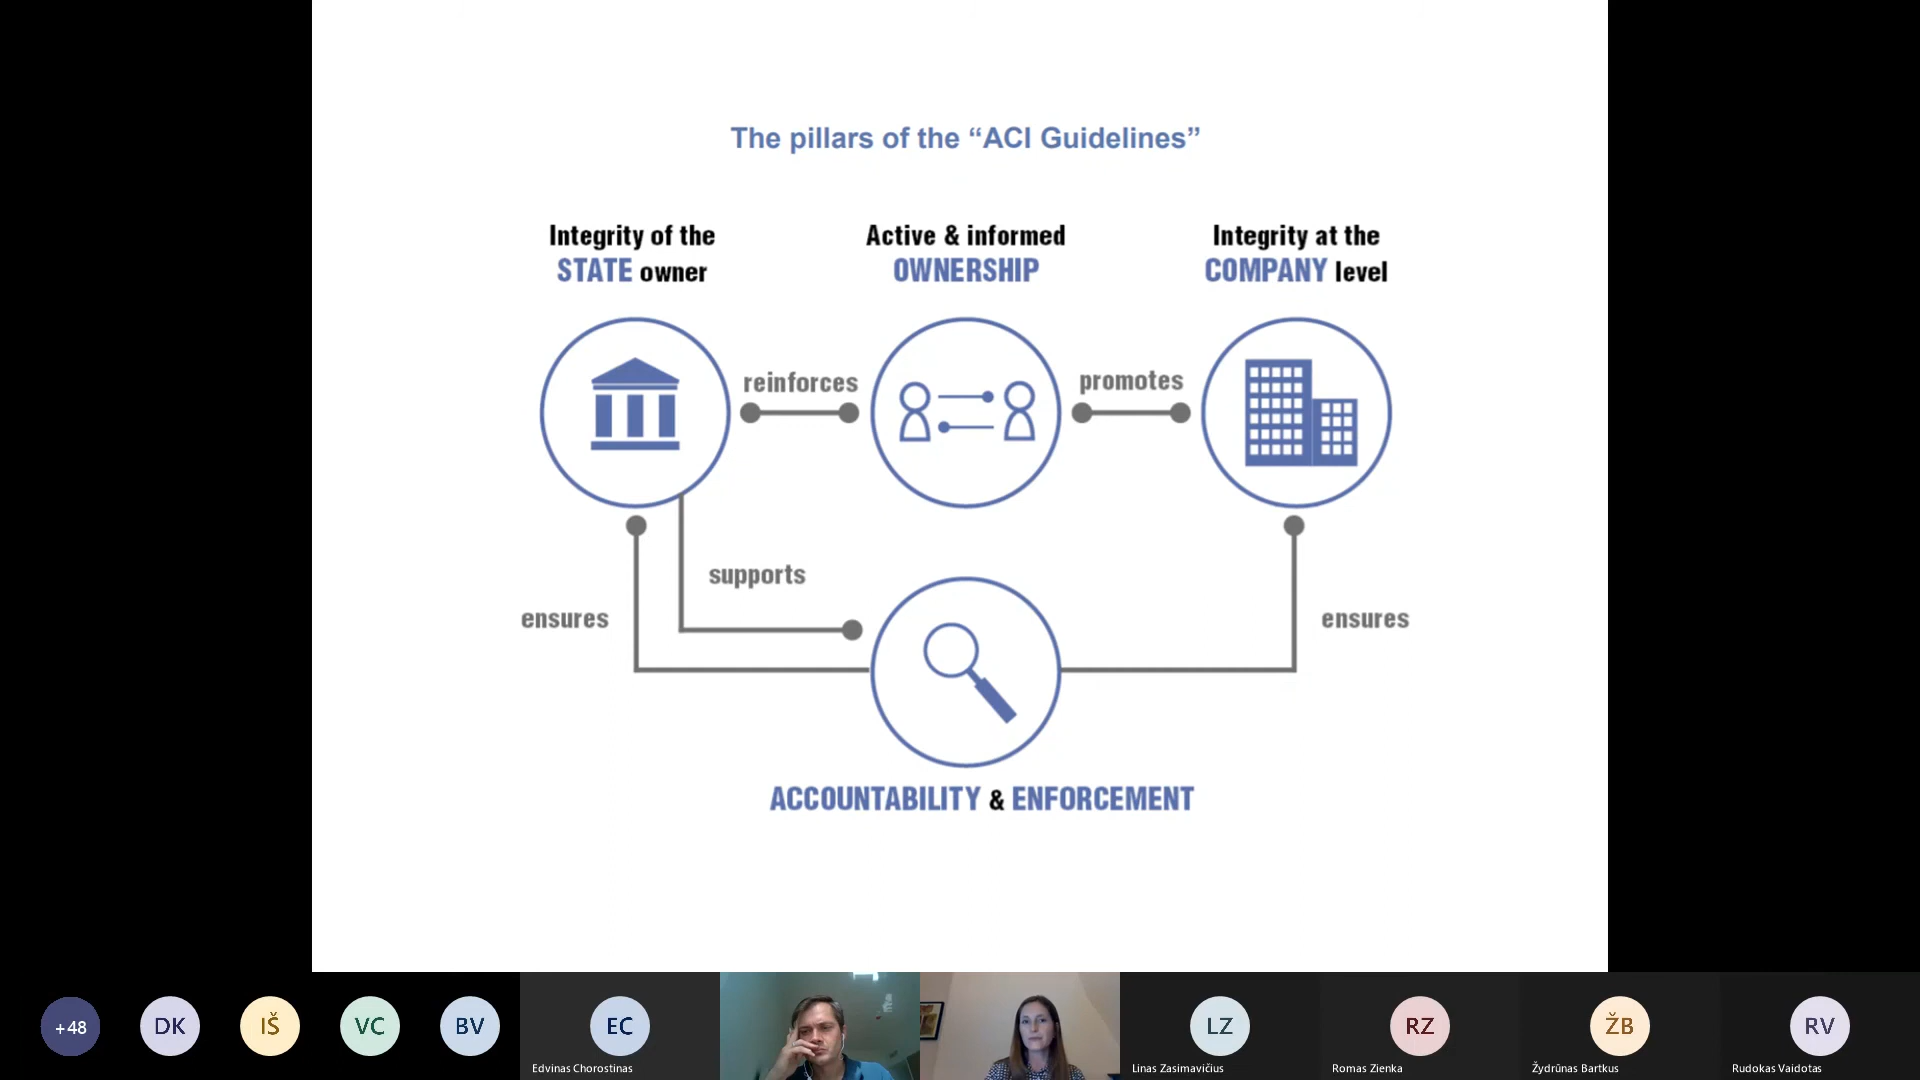 The pillars of the “ACI Guidelines”
Integrity of the
STATE owner
Active & informed
OWNERSHIP
Integrity at the
COMPANY level
reinforces
promotes
supports
ensures
ensures
ACCOUNTABILITY & ENFORCEMENT
+48
DK
IŠ
VC
BV
EC
Edvinas Chorostinas
LZ
Linas Zasimavičius
RZ
Romas Zienka
ŽB
Žydrūnas Bartkus
RV
Rudokas Vaidotas